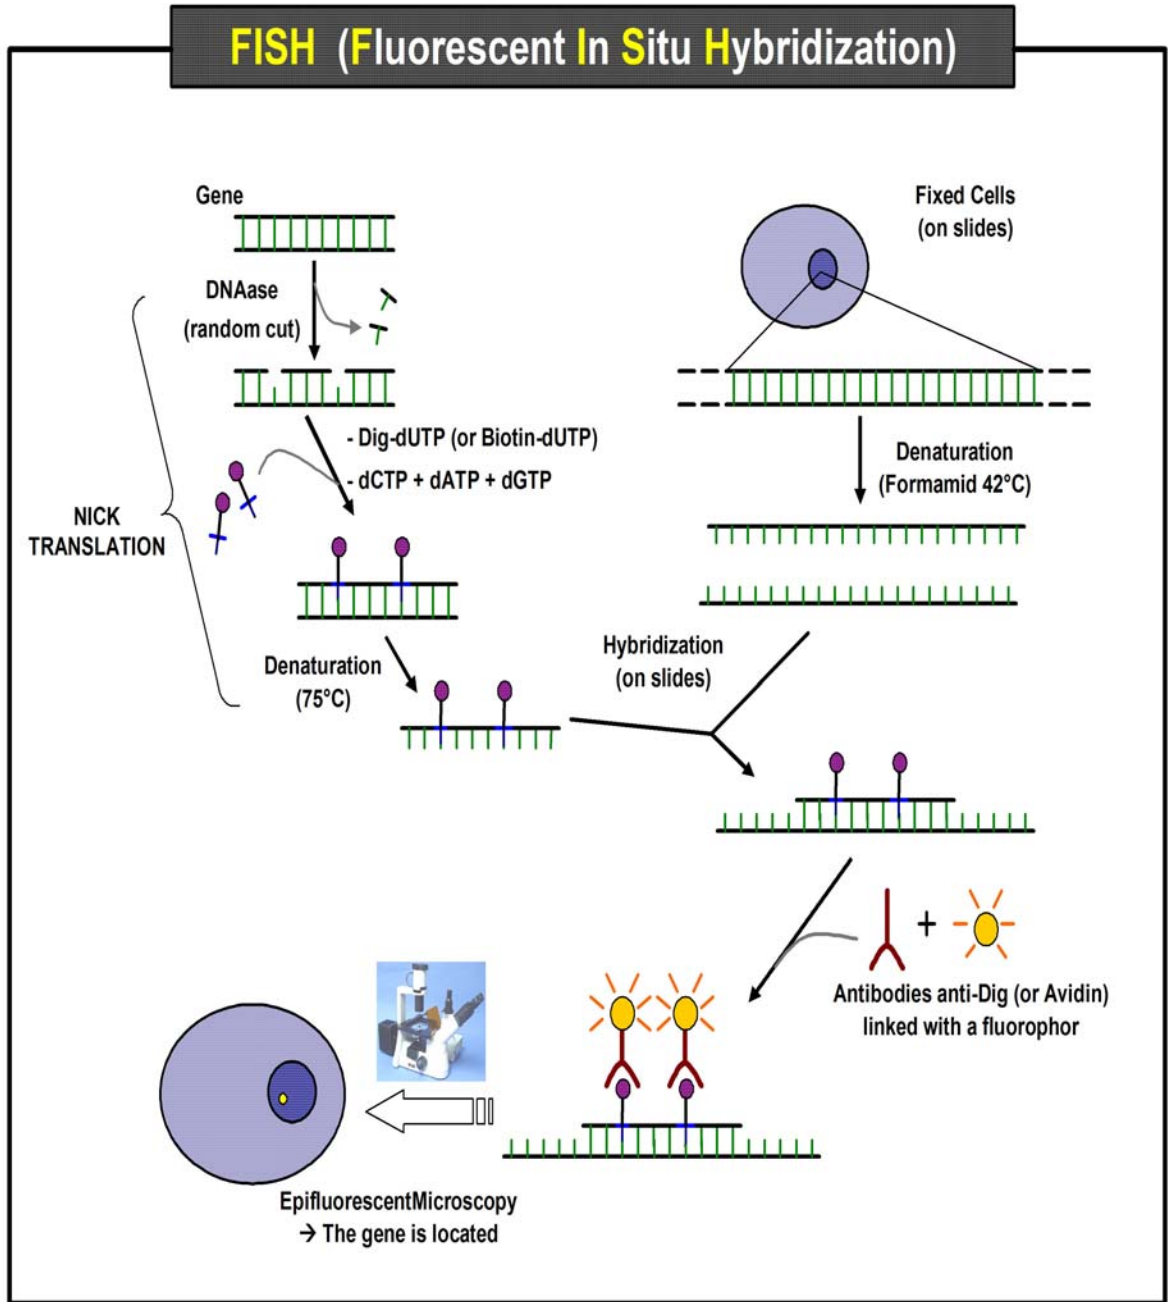 FISH (Fluorescent In Situ Hybridization)
Gene
DNAase
(random cut)
- Dig-dUTP (or Biotin-dUTP)
- dCTP + dATP + dGTP
NICK
TRANSLATION
Denaturation
(75°C)
Fixed Cells
(on slides)
Denaturation
(Formamid 42°C)
Hybridization
(on slides)
+
Antibodies anti-Dig (or Avidin)
linked with a fluorophor
EpifluorescentMicroscopy
→ The gene is located